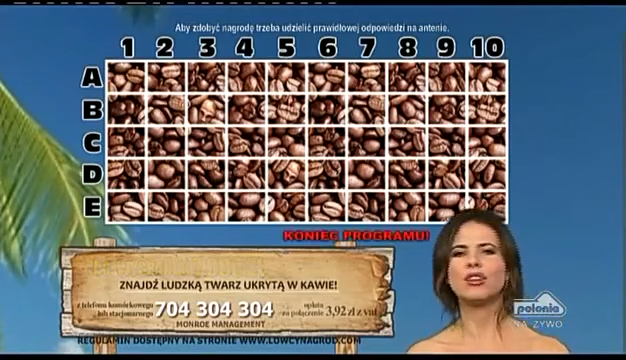 Aby zdobyć nagrodę trzeba udzielić prawidłowej odpowiedzi na antenie.
1 2 3 4 5 6 7 8 9 10
A
B
C
D
E
KONIEC PROGRAMU!
ZNAJDŹ LUDZKĄ TWARZ UKRYTĄ W KAWIE!
z telefonu komórkowego lub stacjonarnego
704 304 304
opłata za połączenie 3,92 zł z vat
MONROE MANAGEMENT
REGULAMIN DOSTĘPNY NA STRONIE WWW.LOWCYNAGROD.COM
polonia
NA ŻYWO